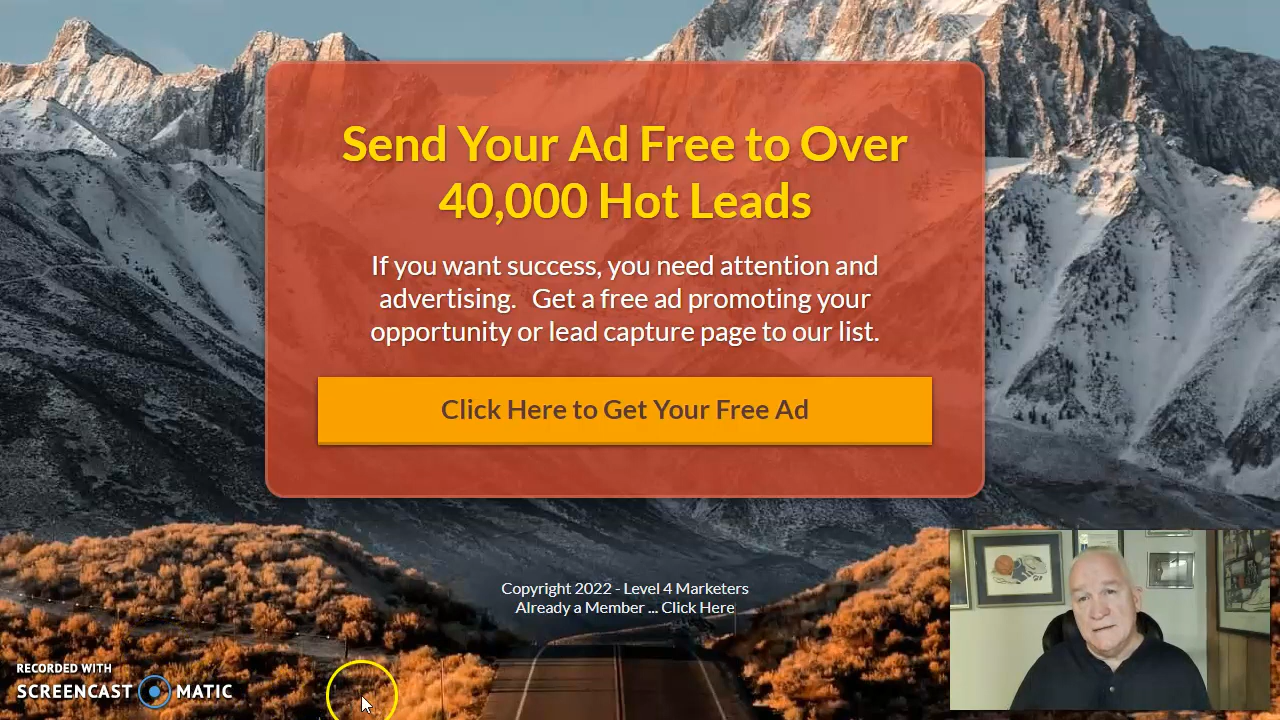 Send Your Ad Free to Over
40,000 Hot Leads
If you want success, you need attention and
advertising. Get a free ad promoting your
opportunity or lead capture page to our list.
Click Here to Get Your Free Ad
Copyright 2022 - Level 4 Marketers
Already a Member ... Click Here
RECORDED WITH
SCREENCAST MATIC